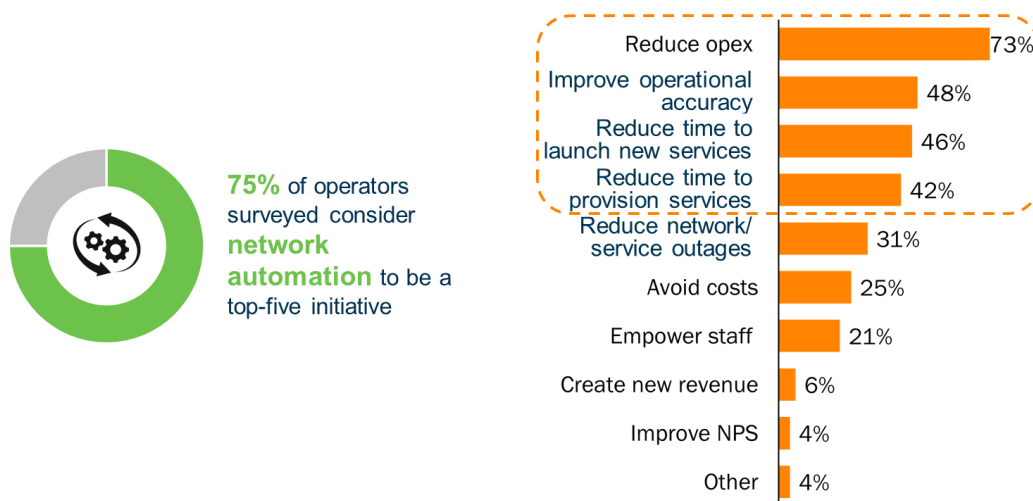 75% of operators
surveyed consider
network
automation to be a
top-five initiative
Reduce opex
73%
Improve operational
accuracy
48%
Reduce time to
launch new services
46%
Reduce time to
provision services
42%
Reduce network/
service outages
31%
Avoid costs
25%
Empower staff
21%
Create new revenue
6%
Improve NPS
4%
Other
4%